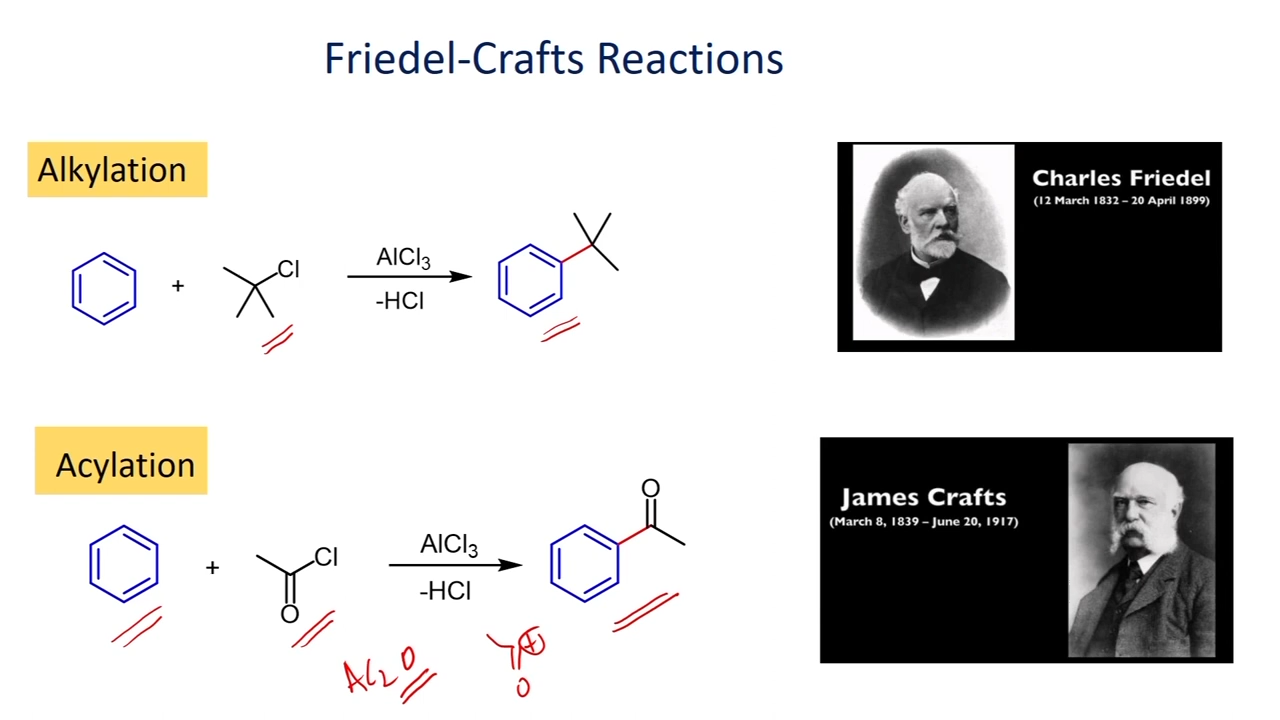 Friedel-Crafts Reactions
Alkylation
+
Cl
AlCl3
-HCl
Charles Friedel
(12 March 1832 – 20 April 1899)
Acylation
+
Cl
O
AlCl3
-HCl
O
James Crafts
(March 8, 1839 – June 20, 1917)
Ac2O
+
O